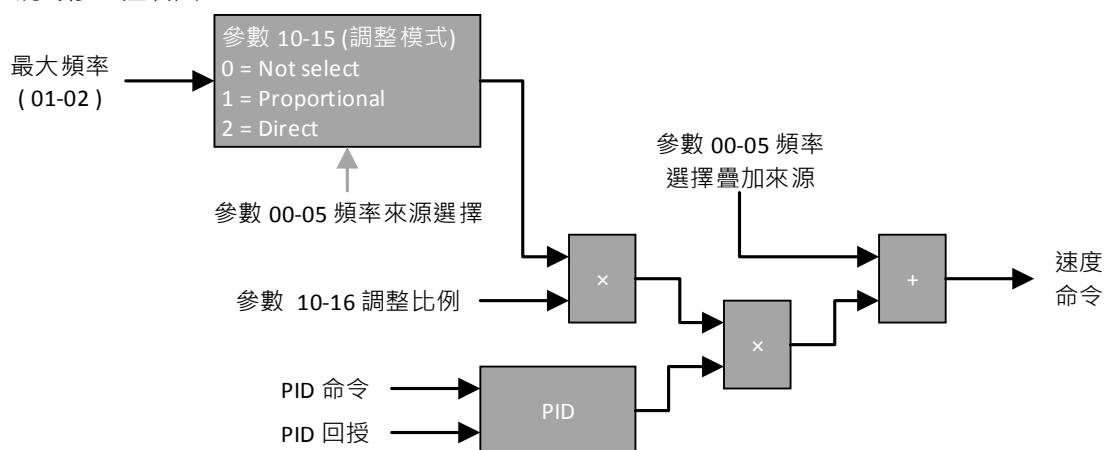 最大頻率
( 01-02 )
參數 10-15 (調整模式)
0 = Not select
1 = Proportional
2 = Direct
參數 00-05 頻率來源選擇
參數 00-05 頻率
選擇疊加來源
參數 10-16 調整比例
×
×
+
速度
命令
PID 命令
PID 回授
PID